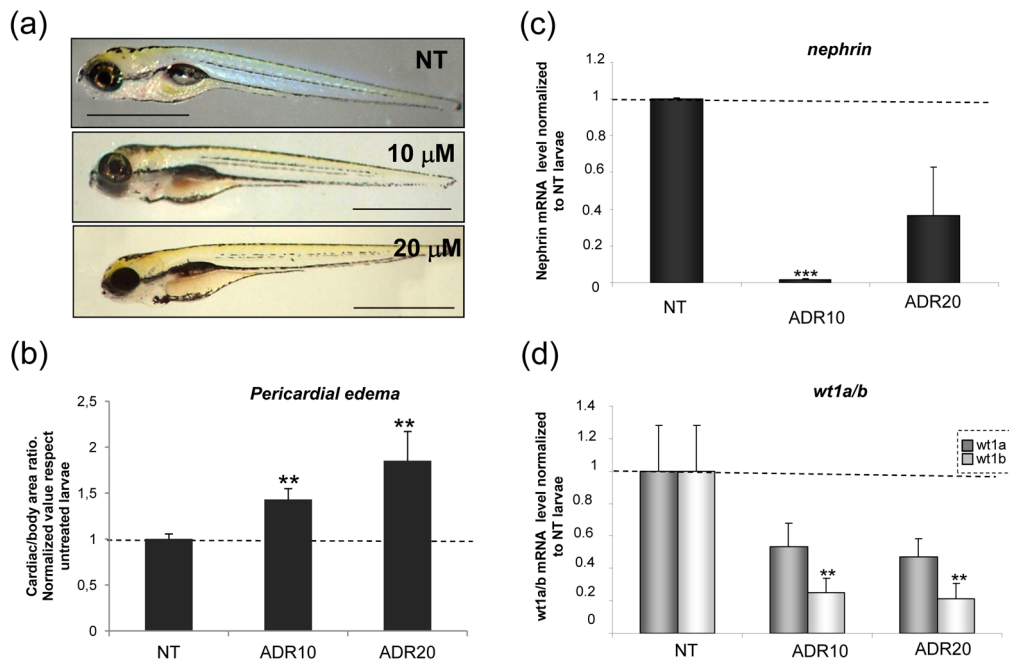 (a)
NT
10 µM
20 µM
(b)
Pericardial edema
Cardiac/body area ratio.
Normalized value respect
untreated larvae
2,5
2
1,5
1
0,5
0
**
**
NT
ADR10
ADR20
(c)
nephrin
Nephrin mRNA level normalized
to NT larvae
1.2
1
0.8
0.6
0.4
0.2
0
***
NT
ADR10
ADR20
(d)
wt1a/b
wt1a/b mRNA level normalized
to NT larvae
1.4
1.2
1
0.8
0.6
0.4
0.2
0
wt1a
wt1b
**
**
NT
ADR10
ADR20